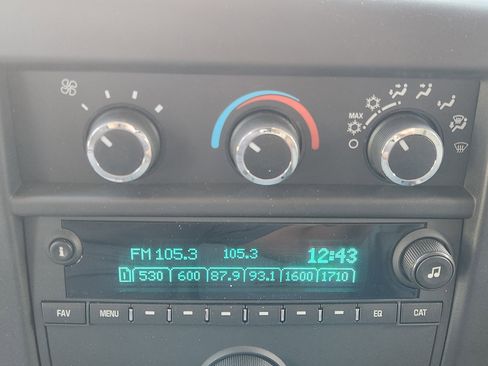 MAX
FM 105.3 105.3 12:43
1 530 600 87.9 93.1 1600 1710
FAV MENU EQ CAT